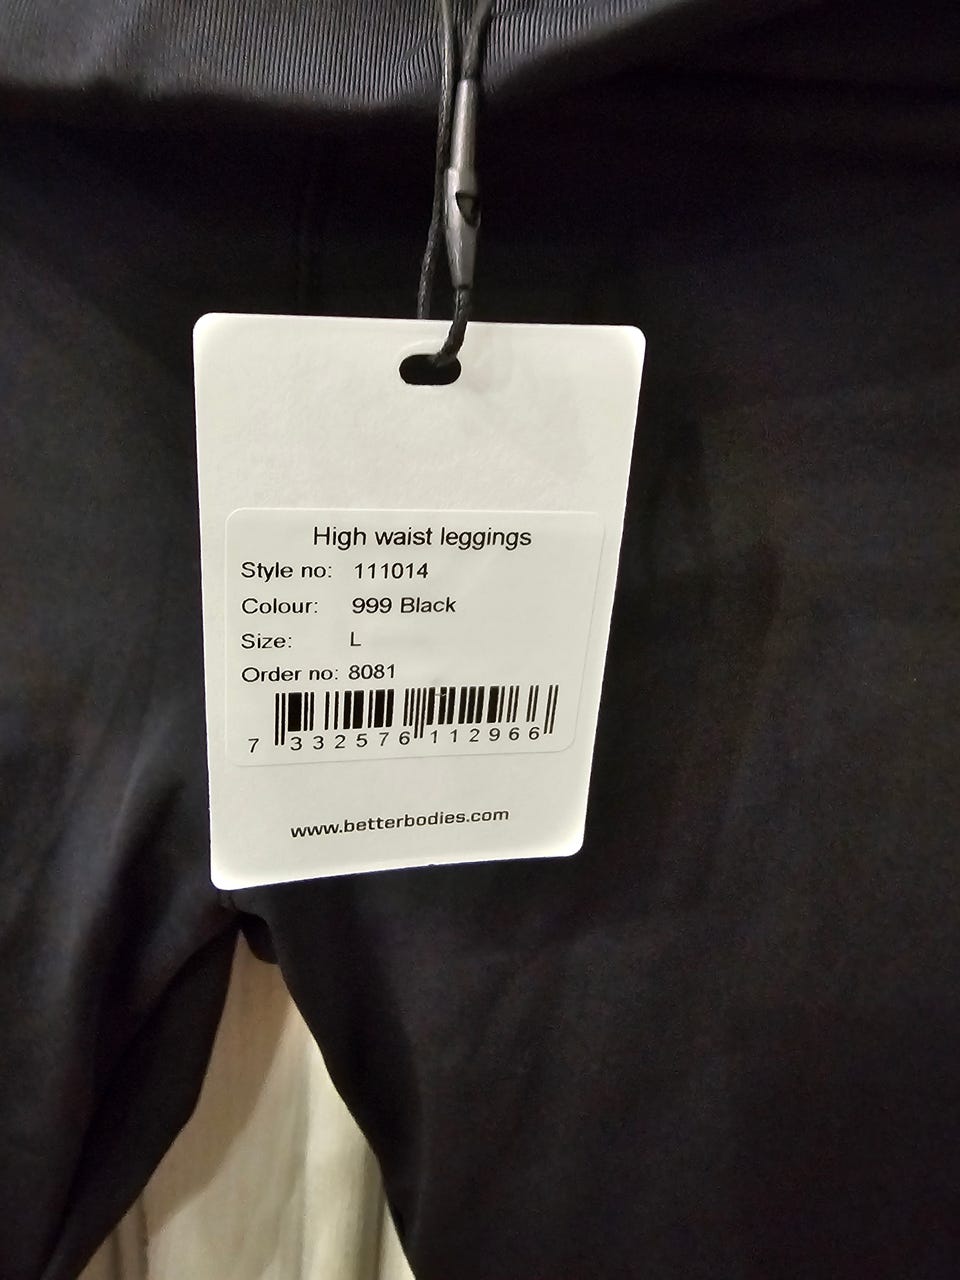 High waist leggings
Style no: 111014
Colour: 999 Black
Size: L
Order no: 8081
7 332576 112966
www.betterbodies.com